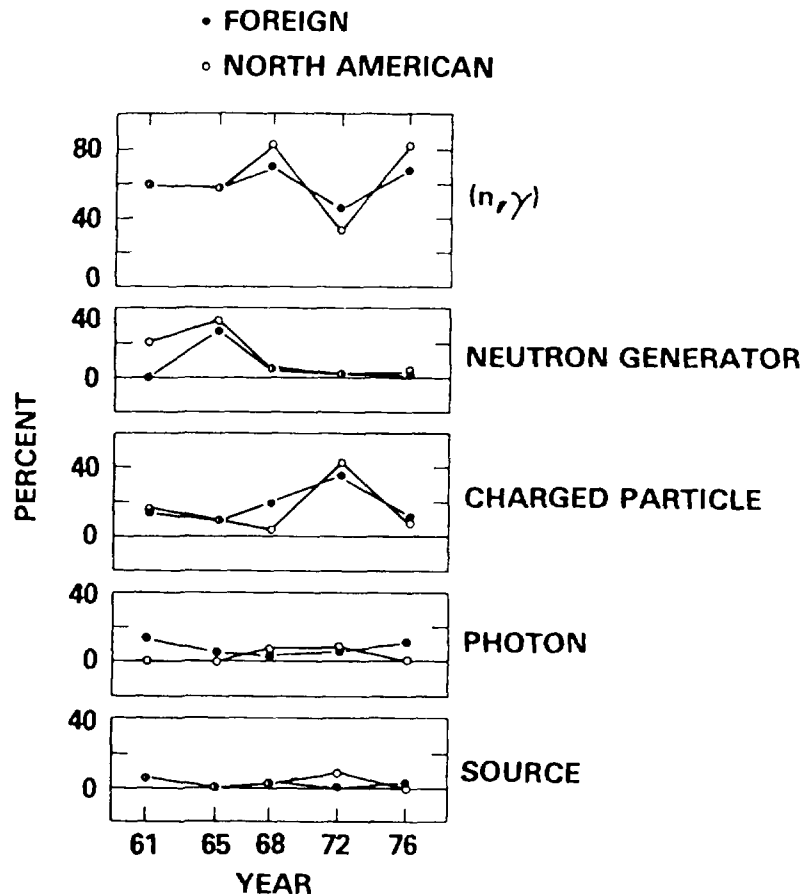 • FOREIGN
○ NORTH AMERICAN
80
40
0
(n,γ)
40
0
NEUTRON GENERATOR
40
0
CHARGED PARTICLE
40
0
PHOTON
40
0
SOURCE
PERCENT
61 65 68 72 76
YEAR